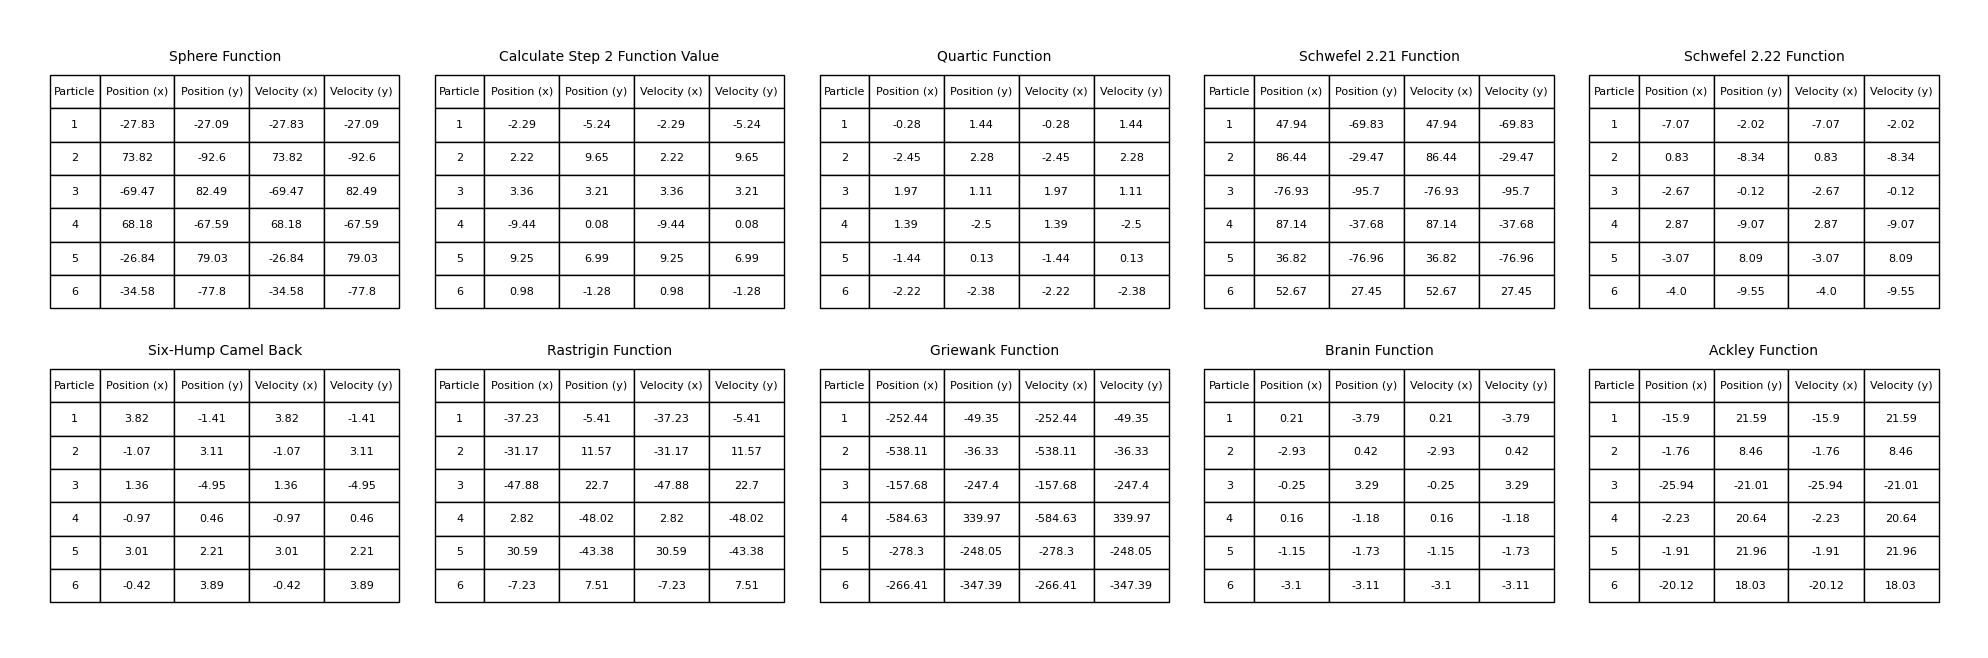 Sphere Function
Particle Position (x) Position (y) Velocity (x) Velocity (y)
1 -27.83 -27.09 -27.83 -27.09
2 73.82 -92.6 73.82 -92.6
3 -69.47 82.49 -69.47 82.49
4 68.18 -67.59 68.18 -67.59
5 -26.84 79.03 -26.84 79.03
6 -34.58 -77.8 -34.58 -77.8
Calculate Step 2 Function Value
Particle Position (x) Position (y) Velocity (x) Velocity (y)
1 -2.29 -5.24 -2.29 -5.24
2 2.22 9.65 2.22 9.65
3 3.36 3.21 3.36 3.21
4 -9.44 0.08 -9.44 0.08
5 9.25 6.99 9.25 6.99
6 0.98 -1.28 0.98 -1.28
Quartic Function
Particle Position (x) Position (y) Velocity (x) Velocity (y)
1 -0.28 1.44 -0.28 1.44
2 -2.45 2.28 -2.45 2.28
3 1.97 1.11 1.97 1.11
4 1.39 -2.5 1.39 -2.5
5 -1.44 0.13 -1.44 0.13
6 -2.22 -2.38 -2.22 -2.38
Schwefel 2.21 Function
Particle Position (x) Position (y) Velocity (x) Velocity (y)
1 47.94 -69.83 47.94 -69.83
2 86.44 -29.47 86.44 -29.47
3 -76.93 -95.7 -76.93 -95.7
4 87.14 -37.68 87.14 -37.68
5 36.82 -76.96 36.82 -76.96
6 52.67 27.45 52.67 27.45
Schwefel 2.22 Function
Particle Position (x) Position (y) Velocity (x) Velocity (y)
1 -7.07 -2.02 -7.07 -2.02
2 0.83 -8.34 0.83 -8.34
3 -2.67 -0.12 -2.67 -0.12
4 2.87 -9.07 2.87 -9.07
5 -3.07 8.09 -3.07 8.09
6 -4.0 -9.55 -4.0 -9.55
Six-Hump Camel Back
Particle Position (x) Position (y) Velocity (x) Velocity (y)
1 3.82 -1.41 3.82 -1.41
2 -1.07 3.11 -1.07 3.11
3 1.36 -4.95 1.36 -4.95
4 -0.97 0.46 -0.97 0.46
5 3.01 2.21 3.01 2.21
6 -0.42 3.89 -0.42 3.89
Rastrigin Function
Particle Position (x) Position (y) Velocity (x) Velocity (y)
1 -37.23 -5.41 -37.23 -5.41
2 -31.17 11.57 -31.17 11.57
3 -47.88 22.7 -47.88 22.7
4 2.82 -48.02 2.82 -48.02
5 30.59 -43.38 30.59 -43.38
6 -7.23 7.51 -7.23 7.51
Griewank Function
Particle Position (x) Position (y) Velocity (x) Velocity (y)
1 -252.44 -49.35 -252.44 -49.35
2 -538.11 -36.33 -538.11 -36.33
3 -157.68 -247.4 -157.68 -247.4
4 -584.63 339.97 -584.63 339.97
5 -278.3 -248.05 -278.3 -248.05
6 -266.41 -347.39 -266.41 -347.39
Branin Function
Particle Position (x) Position (y) Velocity (x) Velocity (y)
1 0.21 -3.79 0.21 -3.79
2 -2.93 0.42 -2.93 0.42
3 -0.25 3.29 -0.25 3.29
4 0.16 -1.18 0.16 -1.18
5 -1.15 -1.73 -1.15 -1.73
6 -3.1 -3.11 -3.1 -3.11
Ackley Function
Particle Position (x) Position (y) Velocity (x) Velocity (y)
1 -15.9 21.59 -15.9 21.59
2 -1.76 8.46 -1.76 8.46
3 -25.94 -21.01 -25.94 -21.01
4 -2.23 20.64 -2.23 20.64
5 -1.91 21.96 -1.91 21.96
6 -20.12 18.03 -20.12 18.03